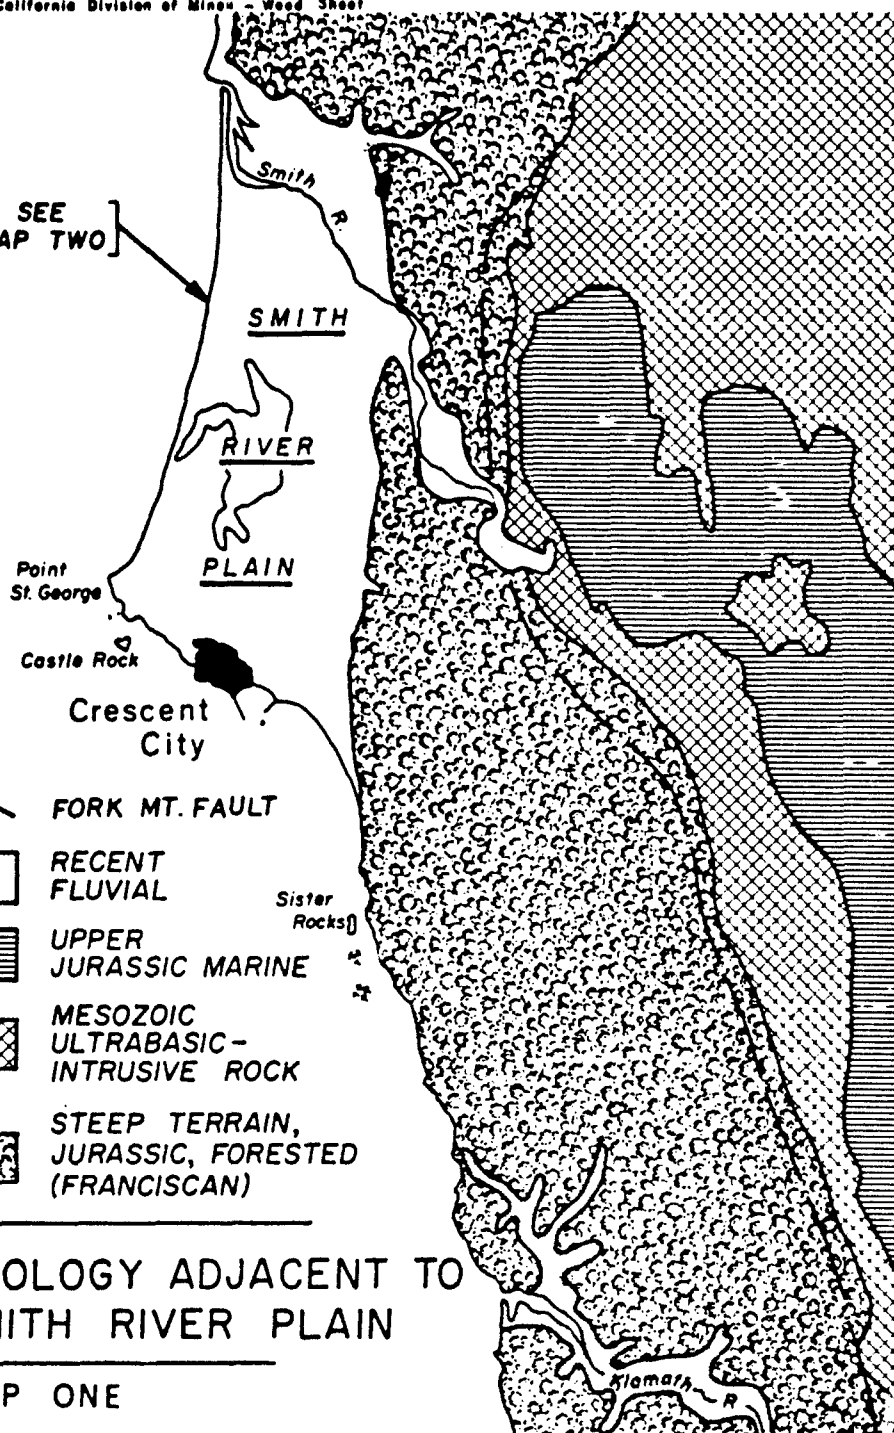 California Division of Mines - Weed Sheet
Smith
R.
SEE
AP TWO
SMITH
RIVER
PLAIN
Point
St. George
Castle Rock
Crescent
City
FORK MT. FAULT
RECENT
FLUVIAL
Sister
Rocks
UPPER
JURASSIC MARINE
MESOZOIC
ULTRABASIC-
INTRUSIVE ROCK
STEEP TERRAIN,
JURASSIC, FORESTED
(FRANCISCAN)
OLOGY ADJACENT TO
MITH RIVER PLAIN
P ONE
Klamath R